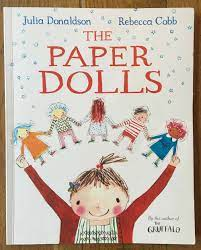 Julia Donaldson Rebecca Cobb
THE
PAPER
DOLLS
By the author of
THE
GRUFFALO